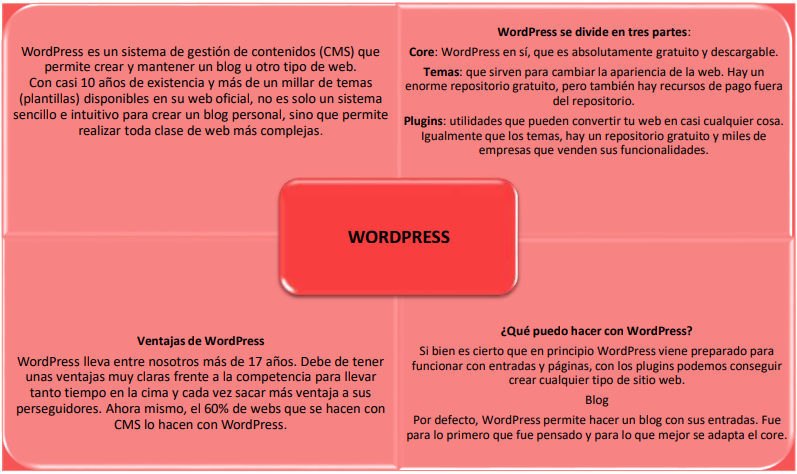 WordPress es un sistema de gestión de contenidos (CMS) que
permite crear y mantener un blog u otro tipo de web.
Con casi 10 años de existencia y más de un millar de temas
(plantillas) disponibles en su web oficial, no es solo un sistema
sencillo e intuitivo para crear un blog personal, sino que permite
realizar toda clase de web más complejas.
WordPress se divide en tres partes:
Core: WordPress en sí, que es absolutamente gratuito y descargable.
Temas: que sirven para cambiar la apariencia de la web. Hay un
enorme repositorio gratuito, pero también hay recursos de pago fuera
del repositorio.
Plugins: utilidades que pueden convertir tu web en casi cualquier cosa.
Igualmente que los temas, hay un repositorio gratuito y miles de
empresas que venden sus funcionalidades.
WORDPRESS
Ventajas de WordPress
WordPress lleva entre nosotros más de 17 años. Debe de tener
unas ventajas muy claras frente a la competencia para llevar
tanto tiempo en la cima y cada vez sacar más ventaja a sus
perseguidores. Ahora mismo, el 60% de webs que se hacen con
CMS lo hacen con WordPress.
¿Qué puedo hacer con WordPress?
Si bien es cierto que en principio WordPress viene preparado para
funcionar con entradas y páginas, con los plugins podemos conseguir
crear cualquier tipo de sitio web.
Blog
Por defecto, WordPress permite hacer un blog con sus entradas. Fue
para lo primero que fue pensado y para lo que mejor se adapta el core.